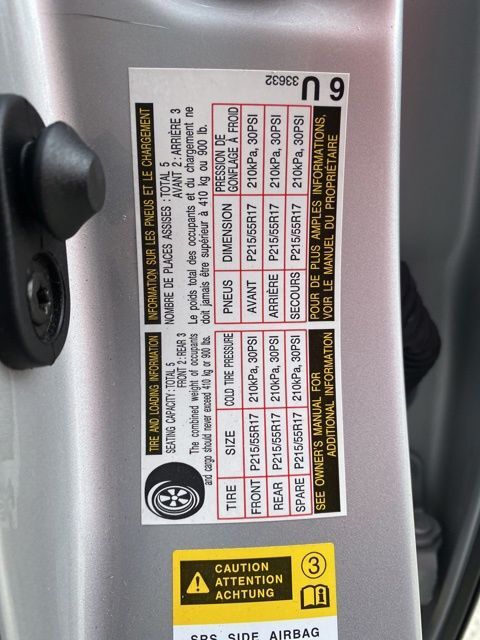 TIRE AND LOADING INFORMATION
SEATING CAPACITY : TOTAL 5
FRONT 2 : REAR 3
The combined weight of occupants
and cargo should never exceed 410 kg or 900 lbs.
TIRE SIZE COLD TIRE PRESSURE
FRONT P215/55R17 210kPa, 30PSI
REAR P215/55R17 210kPa, 30PSI
SPARE P215/55R17 210kPa, 30PSI
SEE OWNER'S MANUAL FOR
ADDITIONAL INFORMATION
INFORMATION SUR LES PNEUS ET LE CHARGEMENT
NOMBRE DE PLACES ASSISES : TOTAL 5
AVANT 2 : ARRIÈRE 3
Le poids total des occupants et du chargement ne
doit jamais être supérieur à 410 kg ou 900 lb.
PNEUS DIMENSION PRESSION DE
GONFLAGE À FROID
AVANT P215/55R17 210kPa, 30PSI
ARRIÈRE P215/55R17 210kPa, 30PSI
SECOURS P215/55R17 210kPa, 30PSI
POUR DE PLUS AMPLES INFORMATIONS,
VOIR LE MANUEL DU PROPRIÉTAIRE
33632
6 U
CAUTION
ATTENTION
ACHTUNG
3
SRS SIDE AIRBAG